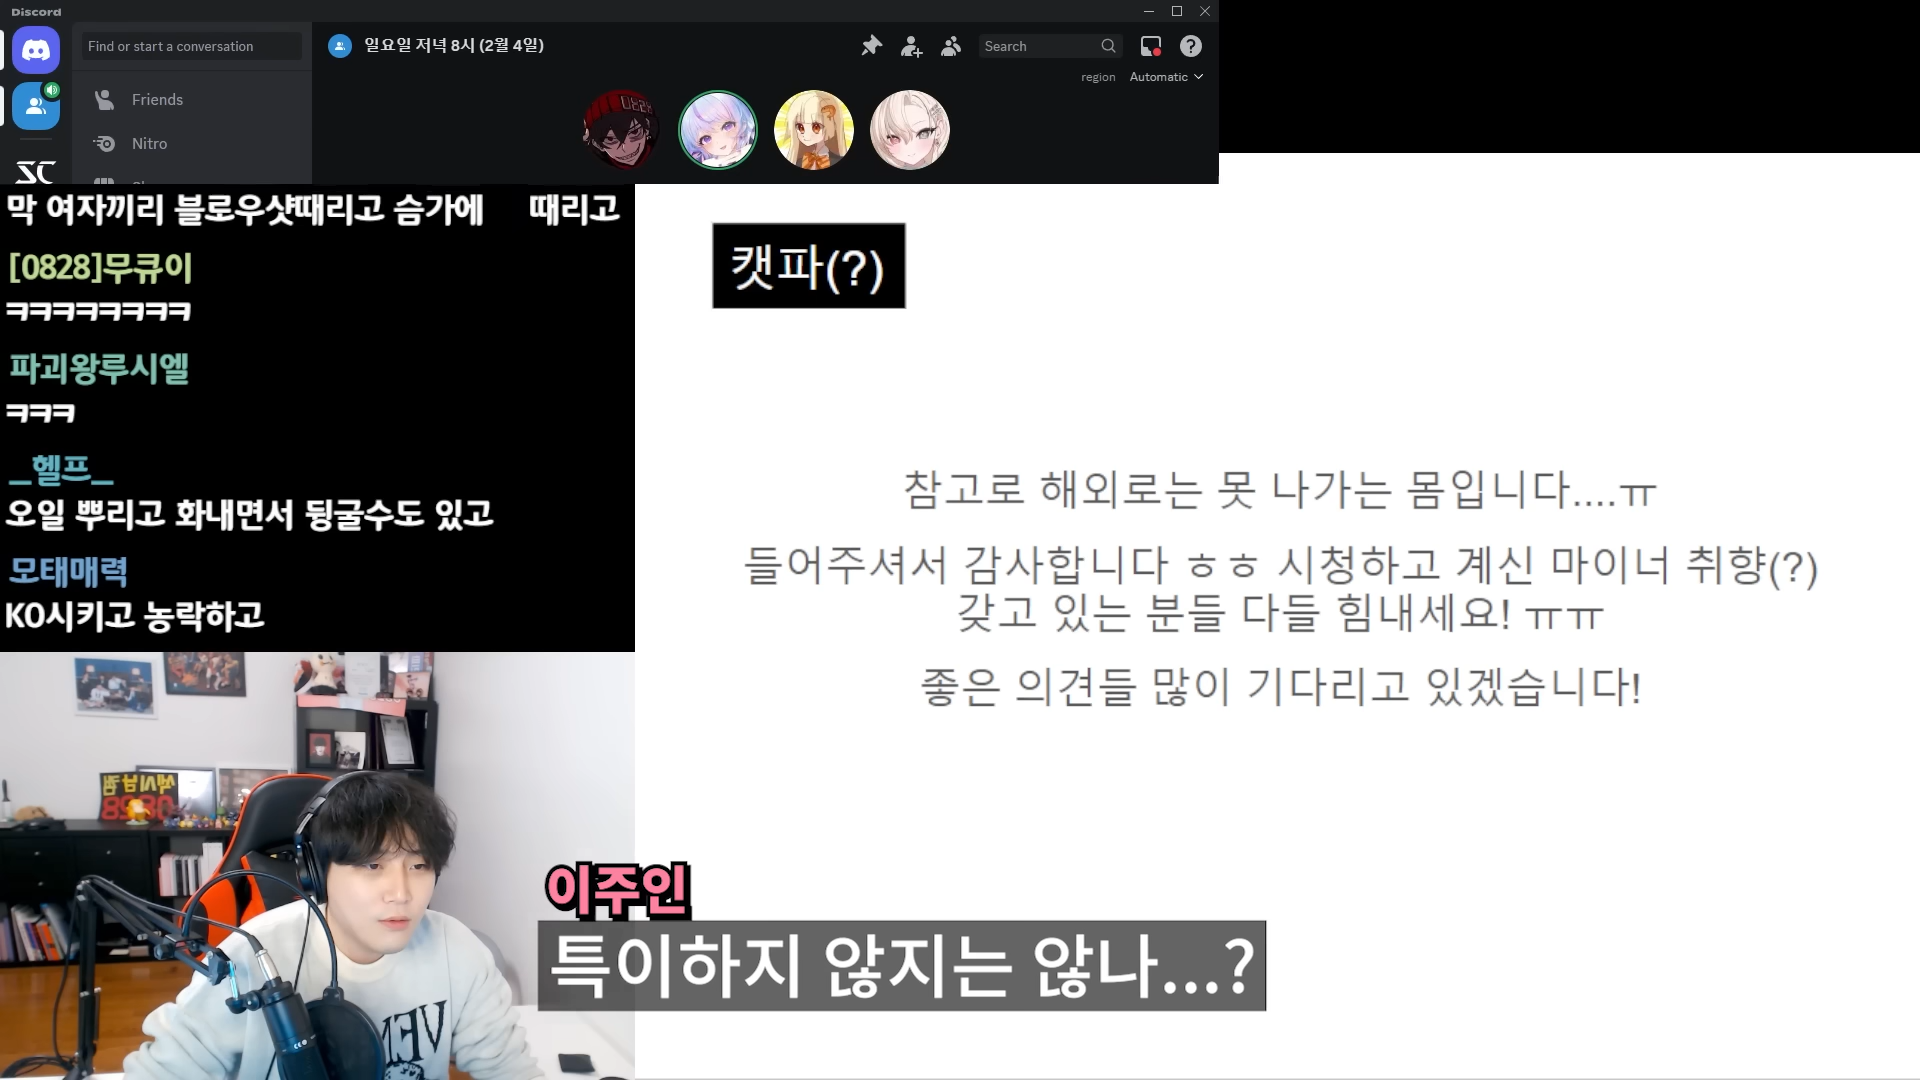 Discord
Find or start a conversation
일요일 저녁 8시 (2월 4일)
Search
region Automatic
Friends
Nitro
막 여자끼리 블로우샷때리고 슴가에 때리고
[0828]무큐이
ㅋㅋㅋㅋㅋㅋㅋㅋ
파괴왕루시엘
ㅋㅋㅋ
_헬프_
오일 뿌리고 화내면서 뒹굴수도 있고
모태매력
KO시키고 농락하고
캣파(?)
참고로 해외로는 못 나가는 몸입니다....ㅠ
들어주셔서 감사합니다 ㅎㅎ 시청하고 계신 마이너 취향(?)
갖고 있는 분들 다들 힘내세요! ㅠㅠ
좋은 의견들 많이 기다리고 있겠습니다!
이주인
특이하지 않지는 않나...?